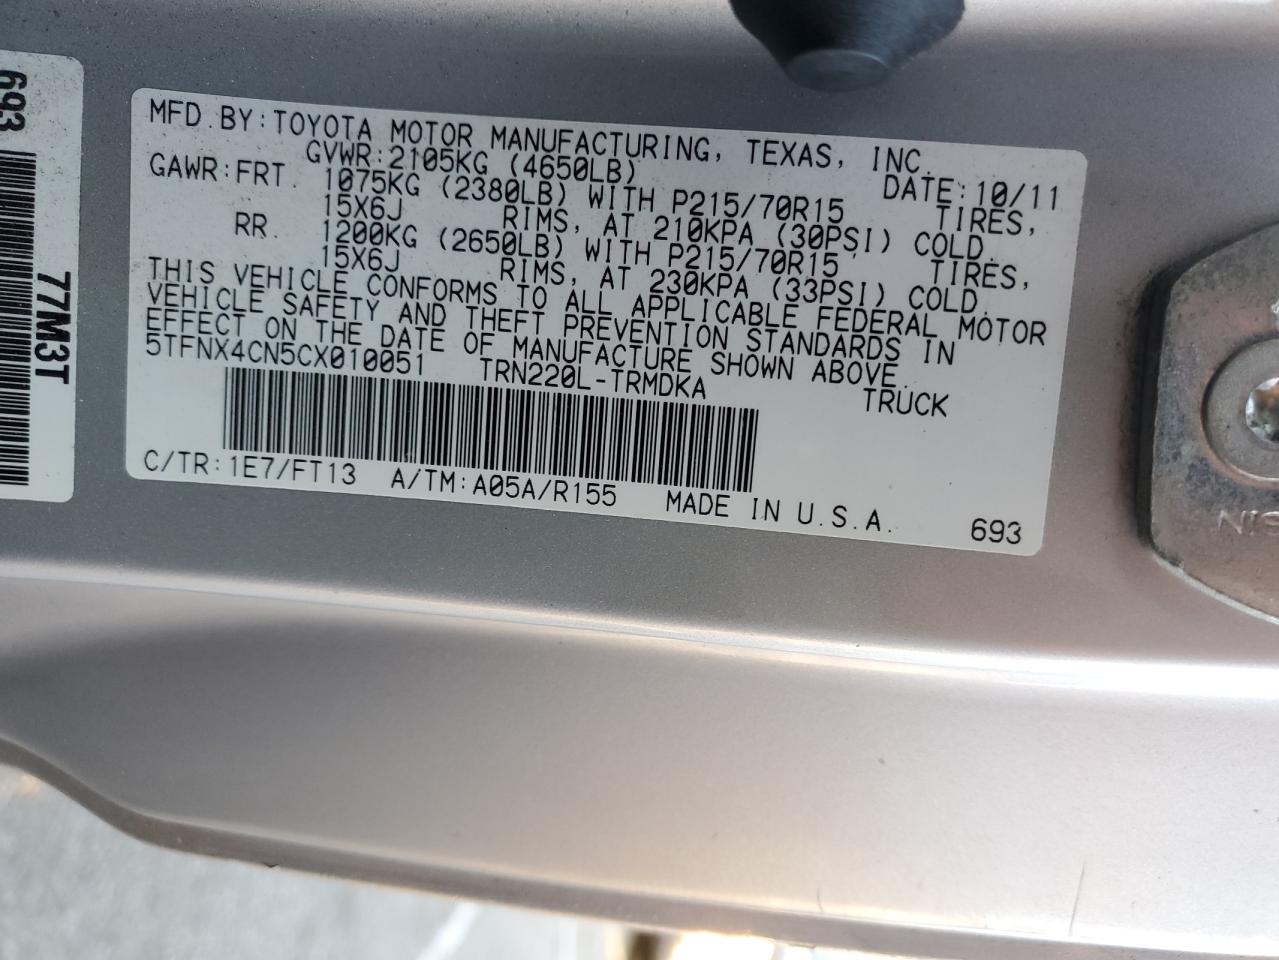 MFD.BY:TOYOTA MOTOR MANUFACTURING, TEXAS, INC.
GVWR:2105KG (4650LB) DATE:10/11
GAWR:FRT. 1075KG (2380LB) WITH P215/70R15 TIRES,
15X6J RIMS, AT 210KPA (30PSI) COLD.
RR. 1200KG (2650LB) WITH P215/70R15 TIRES,
15X6J RIMS, AT 230KPA (33PSI) COLD.
THIS VEHICLE CONFORMS TO ALL APPLICABLE FEDERAL MOTOR
VEHICLE SAFETY AND THEFT PREVENTION STANDARDS IN
EFFECT ON THE DATE OF MANUFACTURE SHOWN ABOVE.
5TFNX4CN5CX010051 TRN220L-TRMDKA TRUCK
C/TR:1E7/FT13 A/TM:A05A/R155 MADE IN U.S.A. 693
693
77M3T